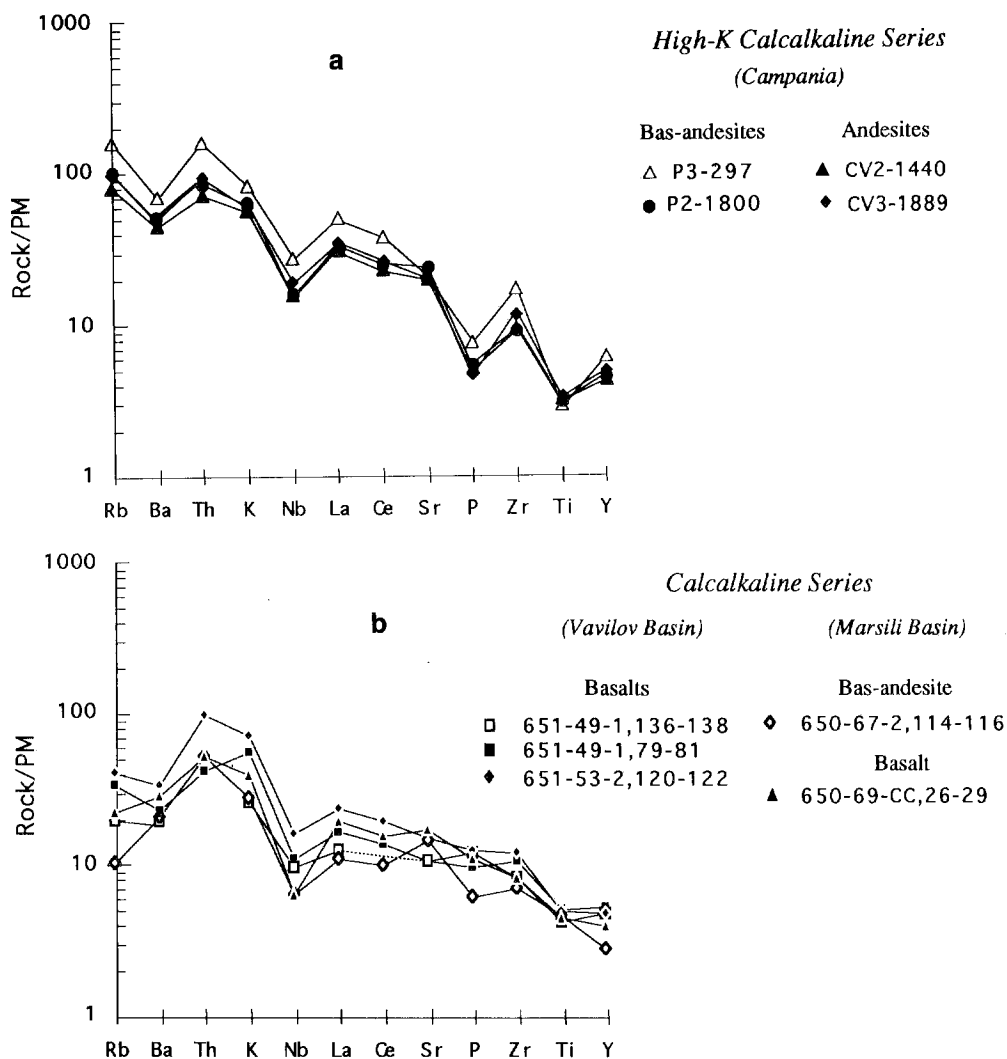 1000
100
10
1
Rock/PM
a
High-K Calcalkaline Series
(Campania)
Bas-andesites Andesites
P3-297 CV2-1440
P2-1800 CV3-1889
Rb Ba Th K Nb La Ce Sr P Zr Ti Y
1000
100
10
1
Rock/PM
b
Calcalkaline Series
(Vavilov Basin) (Marsili Basin)
Basalts Bas-andesite
651-49-1,136-138 650-67-2,114-116
651-49-1,79-81 Basalt
651-53-2,120-122 650-69-CC,26-29
Rb Ba Th K Nb La Ce Sr P Zr Ti Y